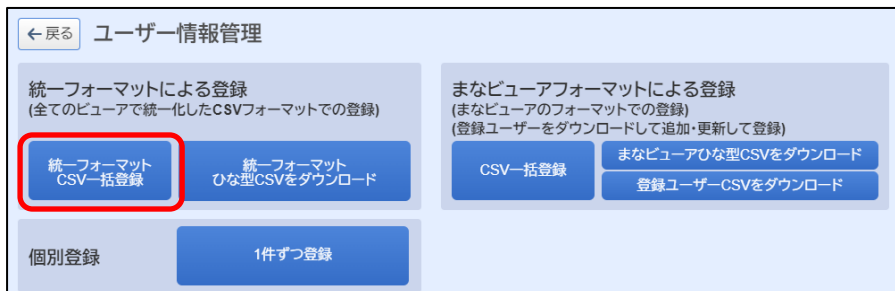 ←戻る ユーザー情報管理
統一フォーマットによる登録
(全てのビューアで統一化したCSVフォーマットでの登録)
統一フォーマット
CSV一括登録
統一フォーマット
ひな型CSVをダウンロード
まなビューアフォーマットによる登録
(まなビューアのフォーマットでの登録)
(登録ユーザーをダウンロードして追加・更新して登録)
CSV一括登録
まなビューアひな型CSVをダウンロード
登録ユーザーCSVをダウンロード
個別登録
1件ずつ登録